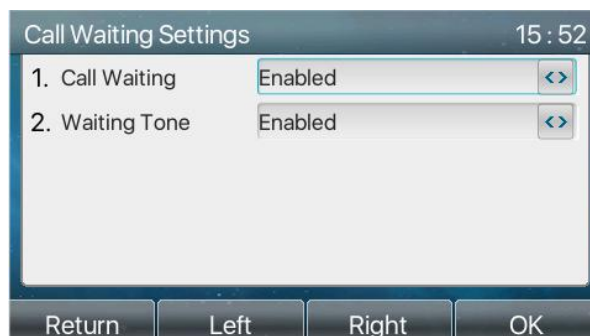 Call Waiting Settings 15:52
1. Call Waiting Enabled <>
2. Waiting Tone Enabled <>
Return Left Right OK